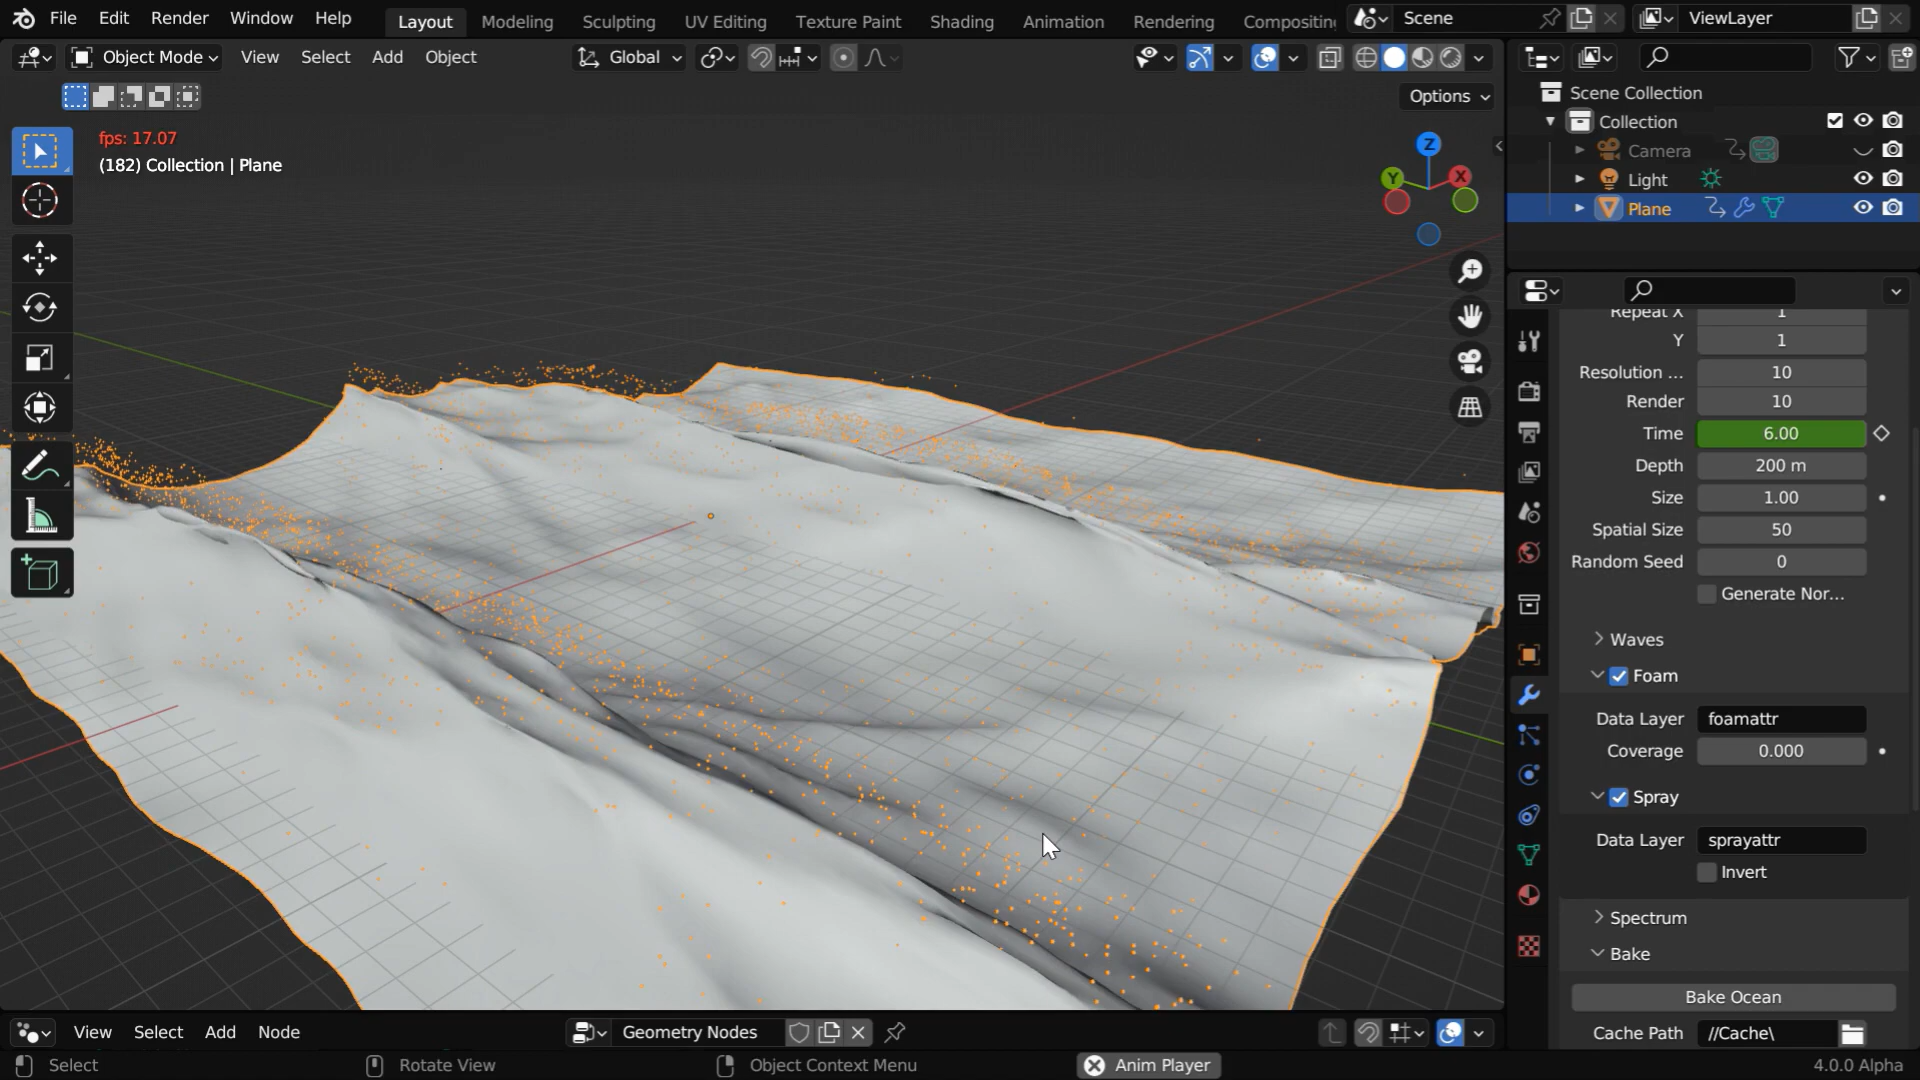 File Edit Render Window Help Layout Modeling Sculpting UV Editing Texture Paint Shading Animation Rendering Scene ViewLayer
Object Mode View Select Add Object Global
Options
fps: 17.07
(182) Collection | Plane
Z
Y
X
Scene Collection
Collection
Camera
Light
Plane
Repeat X 1
Y 1
Resolution ... 10
Render 10
Time 6.00
Depth 200 m
Size 1.00
Spatial Size 50
Random Seed 0
Generate Nor...
Waves
Foam
Data Layer foamattr
Coverage 0.000
Spray
Data Layer sprayattr
Invert
Spectrum
Bake
Bake Ocean
Cache Path //Cache\
View Select Add Node Geometry Nodes
Select Rotate View Object Context Menu Anim Player 4.0.0 Alpha